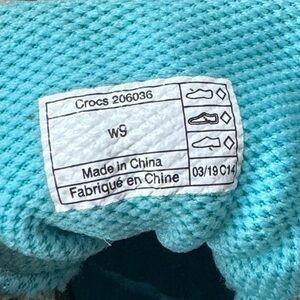 Crocs 206036
W9
Made in China
Fabriqué en Chine
03/19 C14